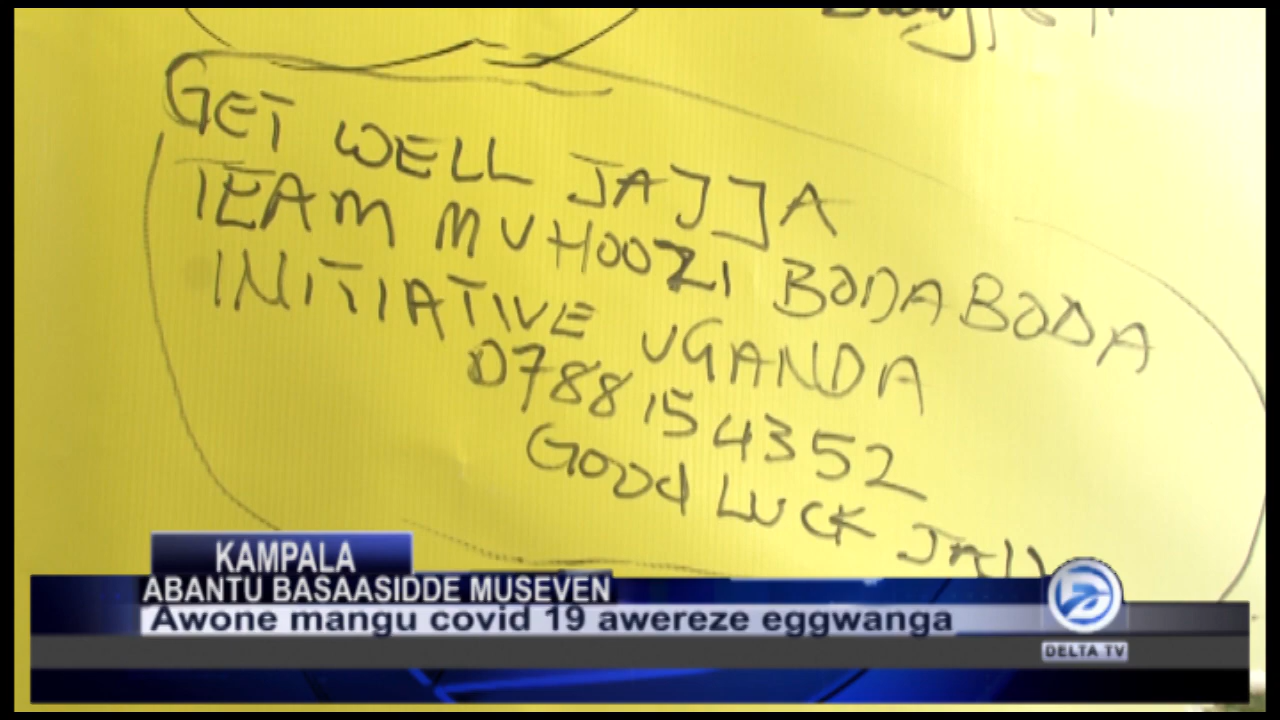 GET WELL JAJJA
TEAM MUHOOZI BODABODA
INITIATIVE UGANDA
0788154352
GOOD LUCK
KAMPALA
ABANTU BASAASIDDE MUSEVEN
Awone mangu covid 19 awereze eggwanga
DELTA TV